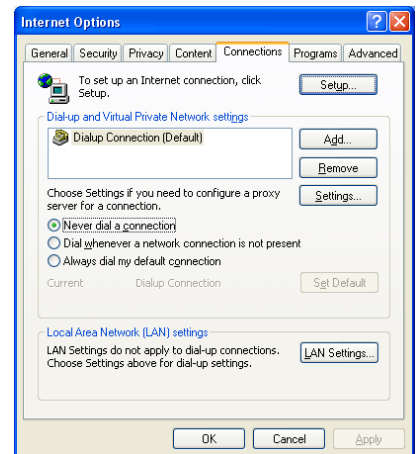 Internet Options
General Security Privacy Content Connections Programs Advanced
To set up an Internet connection, click
Setup.
Setup...
Dial-up and Virtual Private Network settings
Dialup Connection (Default)
Add...
Remove
Choose Settings if you need to configure a proxy
server for a connection.
Settings...
Never dial a connection
Dial whenever a network connection is not present
Always dial my default connection
Current Dialup Connection
Set Default
Local Area Network (LAN) settings
LAN Settings do not apply to dial-up connections.
Choose Settings above for dial-up settings.
LAN Settings...
OK Cancel Apply